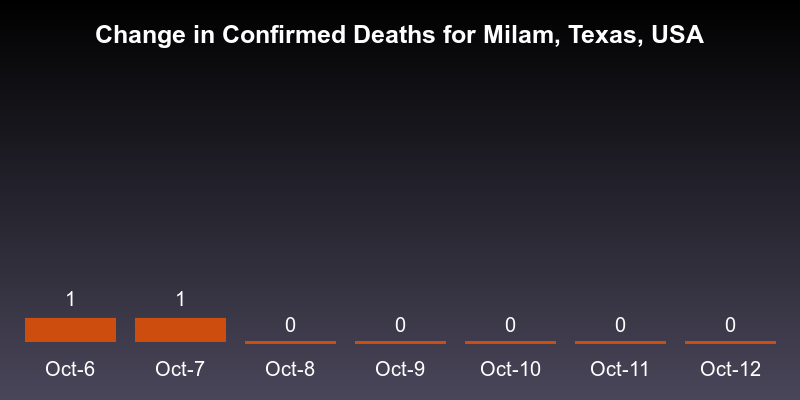 Change in Confirmed Deaths for Milam, Texas, USA
1 1 0 0 0 0 0
Oct-6 Oct-7 Oct-8 Oct-9 Oct-10 Oct-11 Oct-12